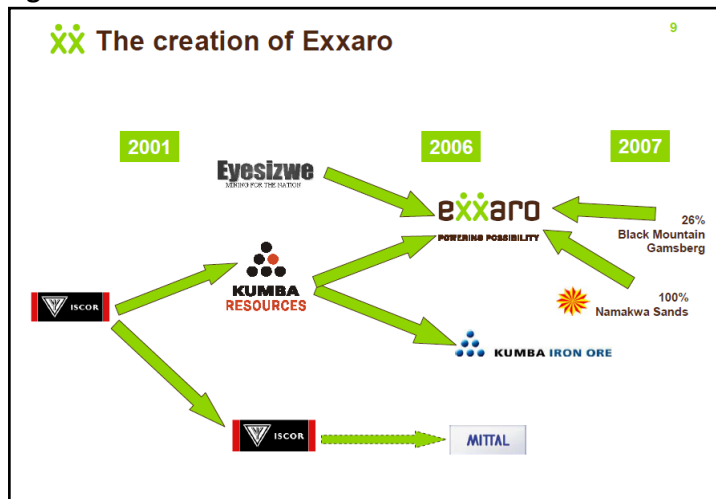 The creation of Exxaro
9
2001
2006
2007
Eyesizwe
MINING FOR THE NATION
exxaro
POWERING POSSIBILITY
26%
Black Mountain
Gamsberg
KUMBA
RESOURCES
ISCOR
100%
Namakwa Sands
KUMBA IRON ORE
ISCOR
MITTAL